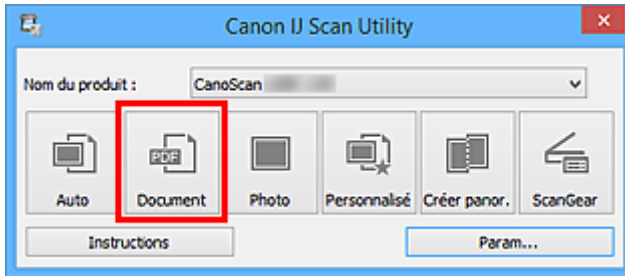 Canon IJ Scan Utility
Nom du produit : CanoScan
PDF
Auto Document Photo Personnalisé Créer panor. ScanGear
Instructions Param...